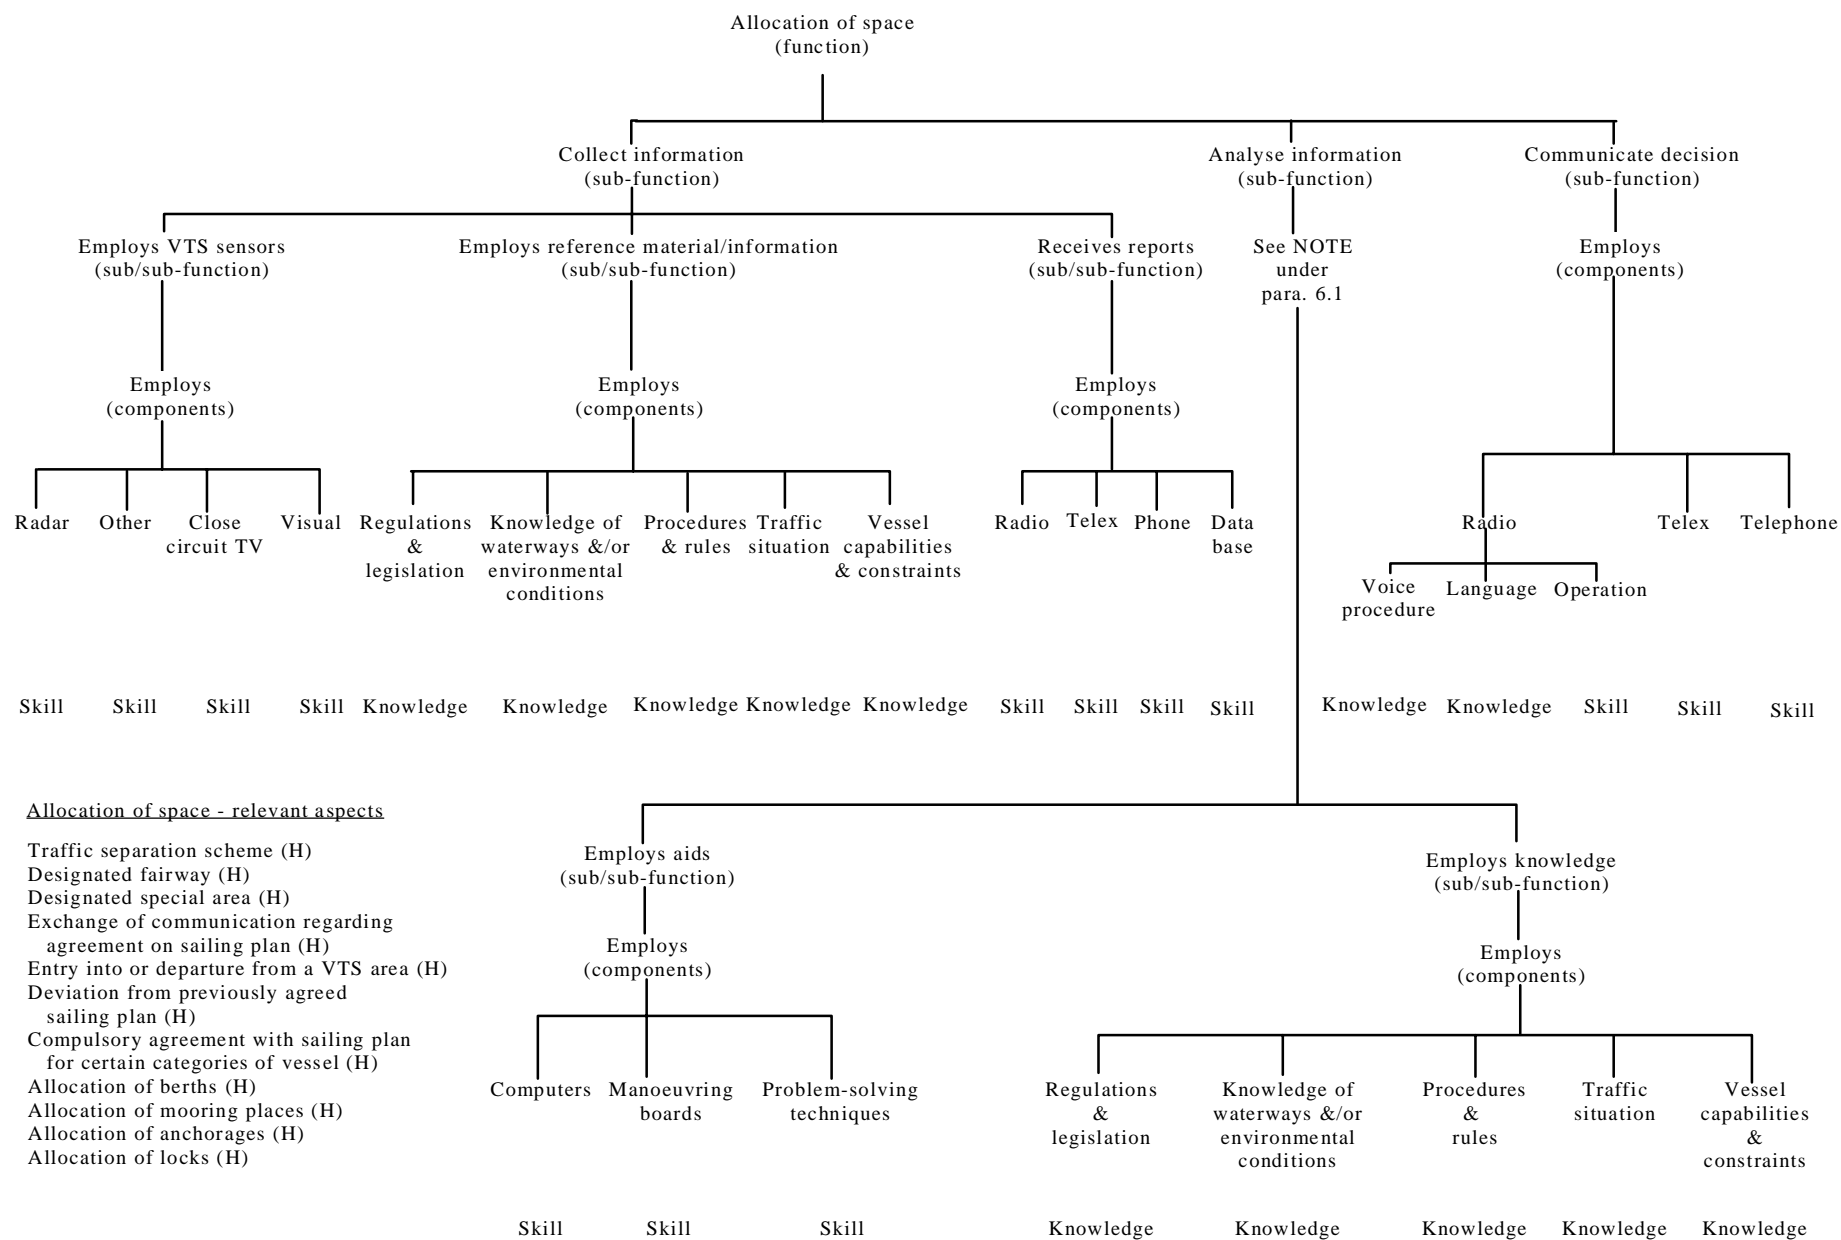 Allocation of space
(function)
Collect information
(sub-function)
Analyse information
(sub-function)
Communicate decision
(sub-function)
Employs VTS sensors
(sub/sub-function)
Employs reference material/information
(sub/sub-function)
Receives reports
(sub/sub-function)
See NOTE
under
para. 6.1
Employs
(components)
Employs
(components)
Employs
(components)
Employs
(components)
Radar
Other
Close
circuit TV
Visual
Regulations
&
legislation
Knowledge of
waterways &/or
environmental
conditions
Procedures
& rules
Traffic
situation
Vessel
capabilities
& constraints
Radio
Telex
Phone
Data
base
Radio
Telex
Telephone
Voice
procedure
Language
Operation
Skill
Skill
Skill
Skill
Knowledge
Knowledge
Knowledge
Knowledge
Knowledge
Skill
Skill
Skill
Skill
Knowledge
Knowledge
Skill
Skill
Skill
Allocation of space - relevant aspects
Traffic separation scheme (H)
Designated fairway (H)
Designated special area (H)
Exchange of communication regarding
agreement on sailing plan (H)
Entry into or departure from a VTS area (H)
Deviation from previously agreed
sailing plan (H)
Compulsory agreement with sailing plan
for certain categories of vessel (H)
Allocation of berths (H)
Allocation of mooring places (H)
Allocation of anchorages (H)
Allocation of locks (H)
Employs aids
(sub/sub-function)
Employs knowledge
(sub/sub-function)
Employs
(components)
Employs
(components)
Computers
Manoeuvring
boards
Problem-solving
techniques
Regulations
&
legislation
Knowledge of
waterways &/or
environmental
conditions
Procedures
&
rules
Traffic
situation
Vessel
capabilities
&
constraints
Skill
Skill
Skill
Knowledge
Knowledge
Knowledge
Knowledge
Knowledge